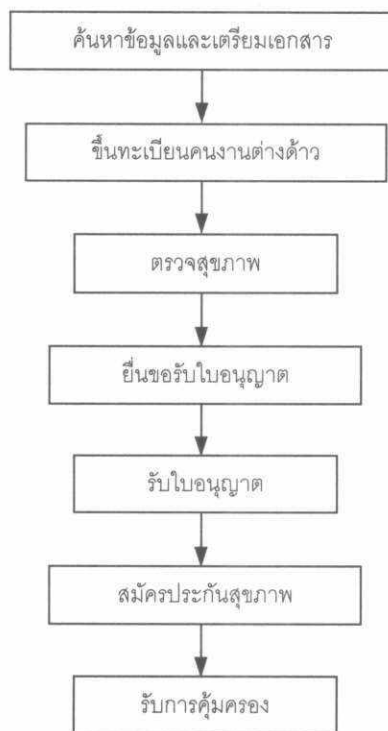 ค้นหาข้อมูลและเตรียมเอกสาร
ขึ้นทะเบียนคนงานต่างด้าว
ตรวจสุขภาพ
ยื่นขอรับใบอนุญาต
รับใบอนุญาต
สมัครประกันสุขภาพ
รับการคุ้มครอง